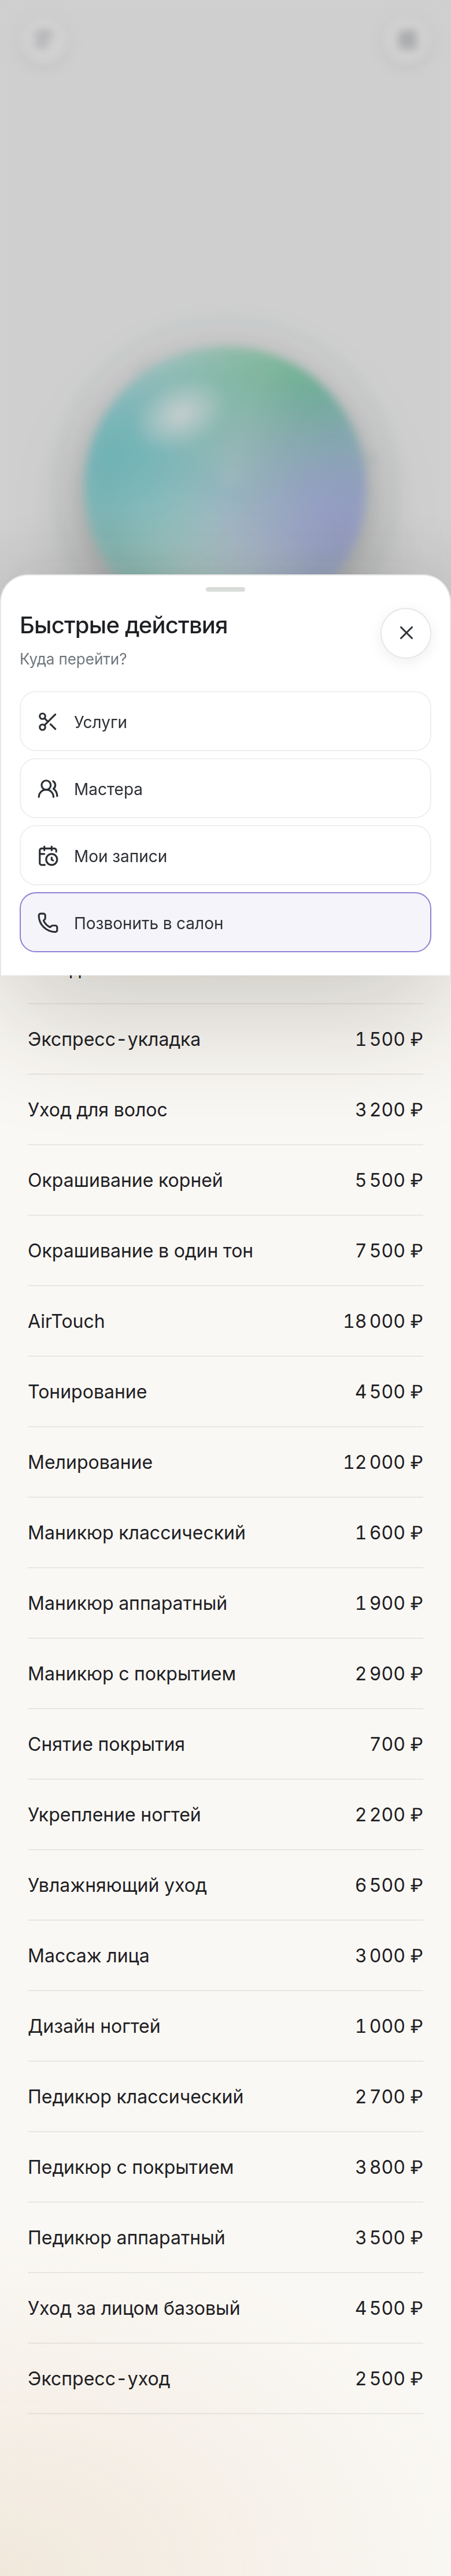 Быстрые действия
Куда перейти?
Услуги
Мастера
Мои записи
Позвонить в салон
Экспресс-укладка 1 500 ₽
Уход для волос 3 200 ₽
Окрашивание корней 5 500 ₽
Окрашивание в один тон 7 500 ₽
AirTouch 18 000 ₽
Тонирование 4 500 ₽
Мелирование 12 000 ₽
Маникюр классический 1 600 ₽
Маникюр аппаратный 1 900 ₽
Маникюр с покрытием 2 900 ₽
Снятие покрытия 700 ₽
Укрепление ногтей 2 200 ₽
Увлажняющий уход 6 500 ₽
Массаж лица 3 000 ₽
Дизайн ногтей 1 000 ₽
Педикюр классический 2 700 ₽
Педикюр с покрытием 3 800 ₽
Педикюр аппаратный 3 500 ₽
Уход за лицом базовый 4 500 ₽
Экспресс-уход 2 500 ₽